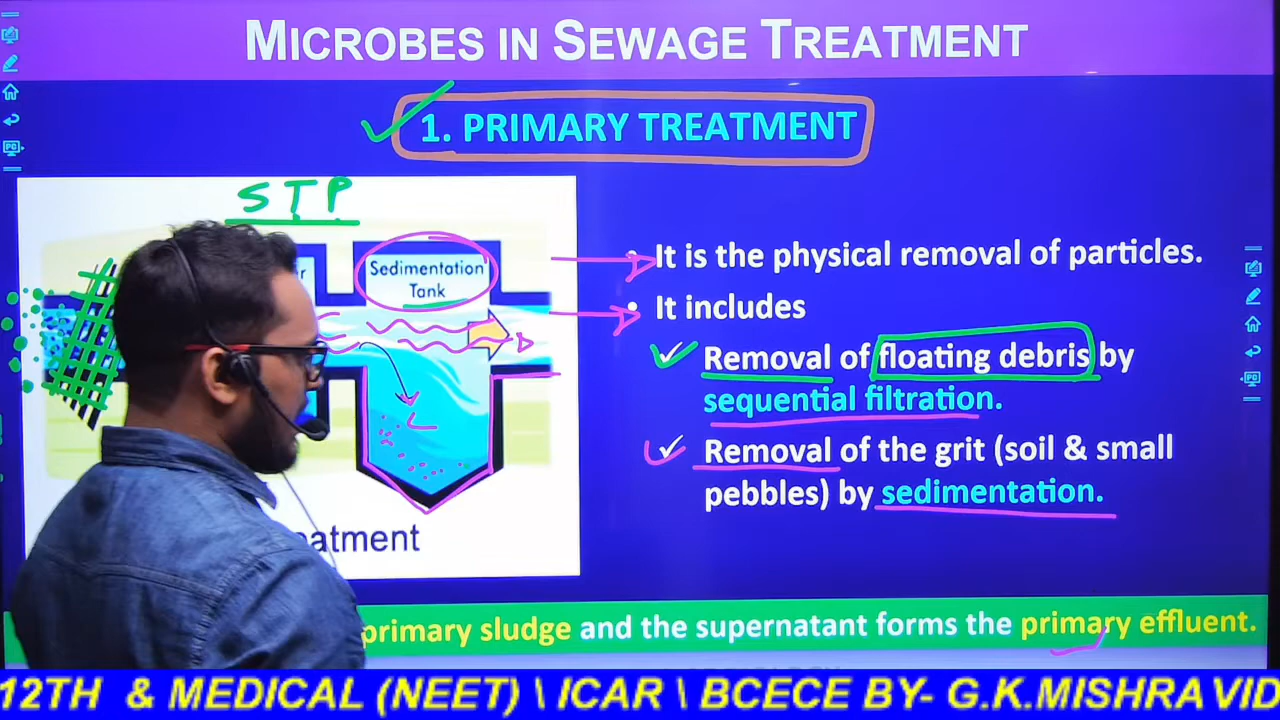 MICROBES IN SEWAGE TREATMENT
1. PRIMARY TREATMENT
STP
Sedimentation
Tank
It is the physical removal of particles.
It includes
Removal of floating debris by
sequential filtration.
Removal of the grit (soil & small
pebbles) by sedimentation.
primary sludge and the supernatant forms the primary effluent.
12TH & MEDICAL (NEET) \ ICAR \ BCECE BY- G.K.MISHRA